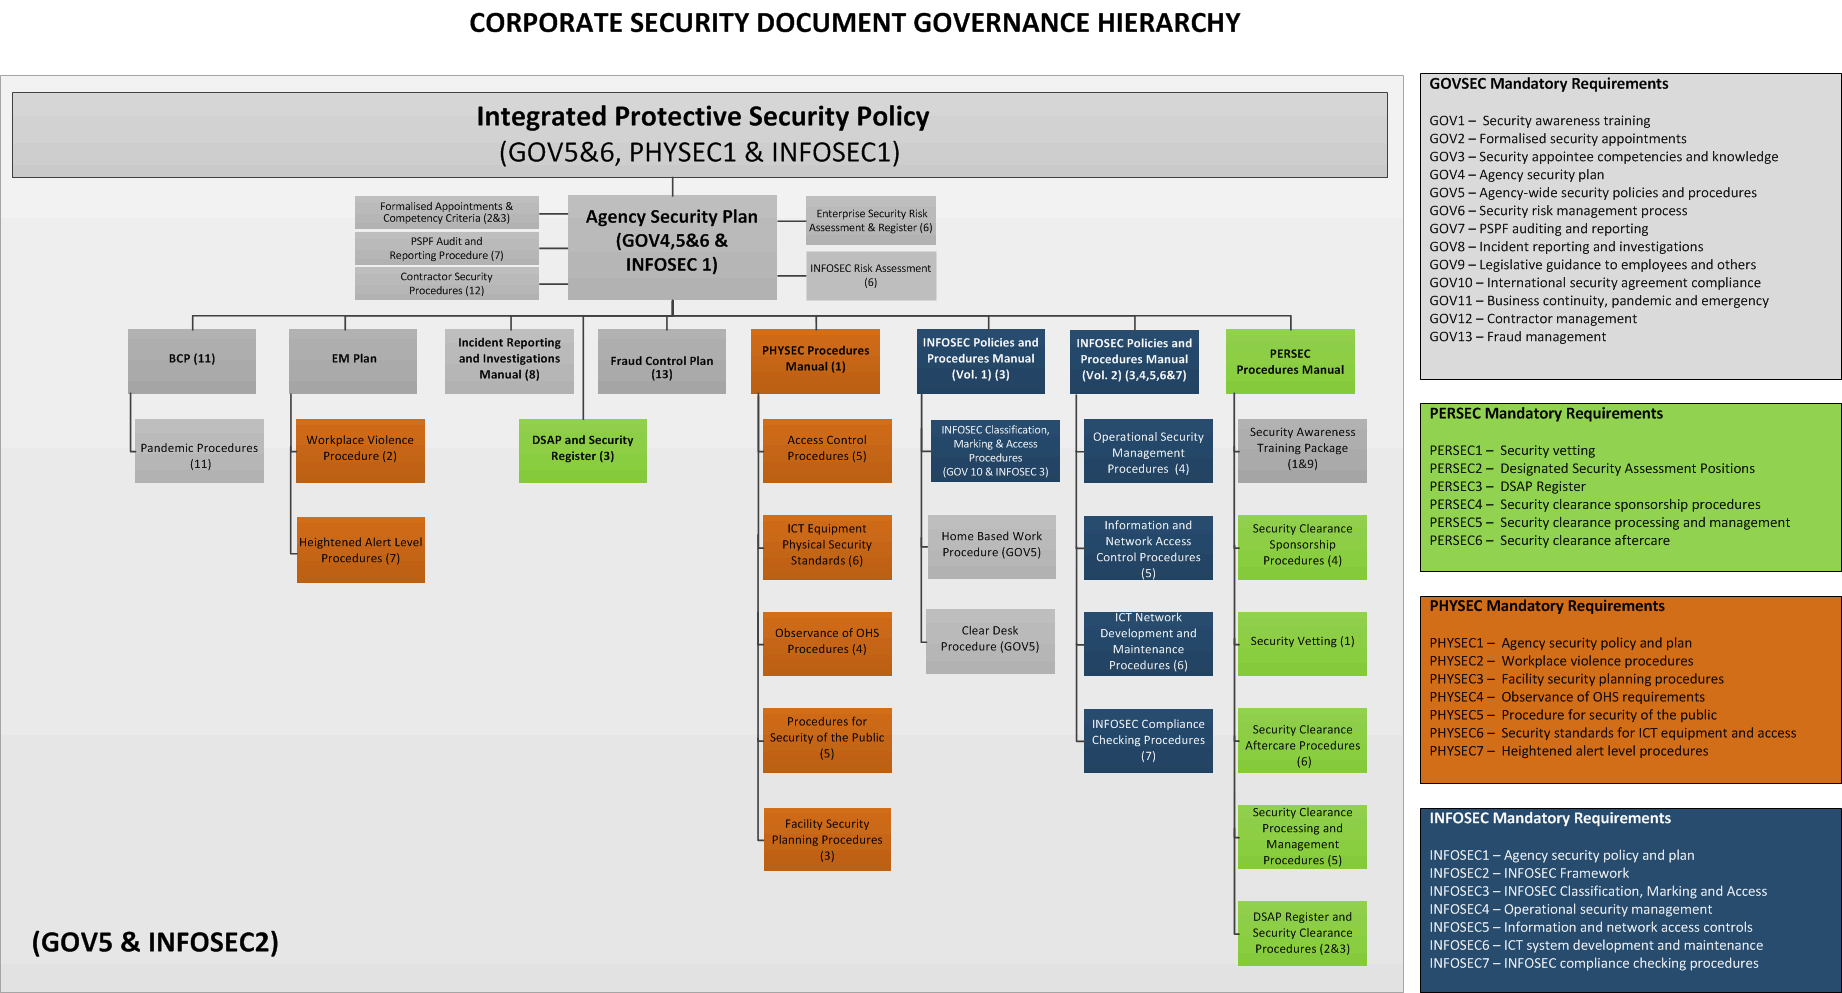 CORPORATE SECURITY DOCUMENT GOVERNANCE HIERARCHY
Integrated Protective Security Policy
(GOV5&6, PHYSEC1 & INFOSEC1)
Formalised Appointments &
Competency Criteria (2&3)
PSPF Audit and
Reporting Procedure (7)
Contractor Security
Procedures (12)
Agency Security Plan
(GOV4,5&6 &
INFOSEC 1)
Enterprise Security Risk
Assessment & Register (6)
INFOSEC Risk Assessment
(6)
BCP (11)
EM Plan
Incident Reporting
and Investigations
Manual (8)
Fraud Control Plan
(13)
PHYSEC Procedures
Manual (1)
INFOSEC Policies and
Procedures Manual
(Vol. 1) (3)
INFOSEC Policies and
Procedures Manual
(Vol. 2) (3,4,5,6&7)
PERSEC
Procedures Manual
Pandemic Procedures
(11)
Workplace Violence
Procedure (2)
Heightened Alert Level
Procedures (7)
DSAP and Security
Register (3)
Access Control
Procedures (5)
ICT Equipment
Physical Security
Standards (6)
Observance of OHS
Procedures (4)
Procedures for
Security of the Public
(5)
Facility Security
Planning Procedures
(3)
INFOSEC Classification,
Marking & Access
Procedures
(GOV 10 & INFOSEC 3)
Home Based Work
Procedure (GOV5)
Clear Desk
Procedure (GOV5)
Operational Security
Management
Procedures (4)
Information and
Network Access
Control Procedures
(5)
ICT Network
Development and
Maintenance
Procedures (6)
INFOSEC Compliance
Checking Procedures
(7)
Security Awareness
Training Package
(1&9)
Security Clearance
Sponsorship
Procedures (4)
Security Vetting (1)
Security Clearance
Aftercare Procedures
(6)
Security Clearance
Processing and
Management
Procedures (5)
DSAP Register and
Security Clearance
Procedures (2&3)
(GOV5 & INFOSEC2)
GOVSEC Mandatory Requirements
GOV1 – Security awareness training
GOV2 – Formalised security appointments
GOV3 – Security appointee competencies and knowledge
GOV4 – Agency security plan
GOV5 – Agency-wide security policies and procedures
GOV6 – Security risk management process
GOV7 – PSPF auditing and reporting
GOV8 – Incident reporting and investigations
GOV9 – Legislative guidance to employees and others
GOV10 – International security agreement compliance
GOV11 – Business continuity, pandemic and emergency
GOV12 – Contractor management
GOV13 – Fraud management
PERSEC Mandatory Requirements
PERSEC1 – Security vetting
PERSEC2 – Designated Security Assessment Positions
PERSEC3 – DSAP Register
PERSEC4 – Security clearance sponsorship procedures
PERSEC5 – Security clearance processing and management
PERSEC6 – Security clearance aftercare
PHYSEC Mandatory Requirements
PHYSEC1 – Agency security policy and plan
PHYSEC2 – Workplace violence procedures
PHYSEC3 – Facility security planning procedures
PHYSEC4 – Observance of OHS requirements
PHYSEC5 – Procedure for security of the public
PHYSEC6 – Security standards for ICT equipment and access
PHYSEC7 – Heightened alert level procedures
INFOSEC Mandatory Requirements
INFOSEC1 – Agency security policy and plan
INFOSEC2 – INFOSEC Framework
INFOSEC3 – INFOSEC Classification, Marking and Access
INFOSEC4 – Operational security management
INFOSEC5 – Information and network access controls
INFOSEC6 – ICT system development and maintenance
INFOSEC7 – INFOSEC compliance checking procedures